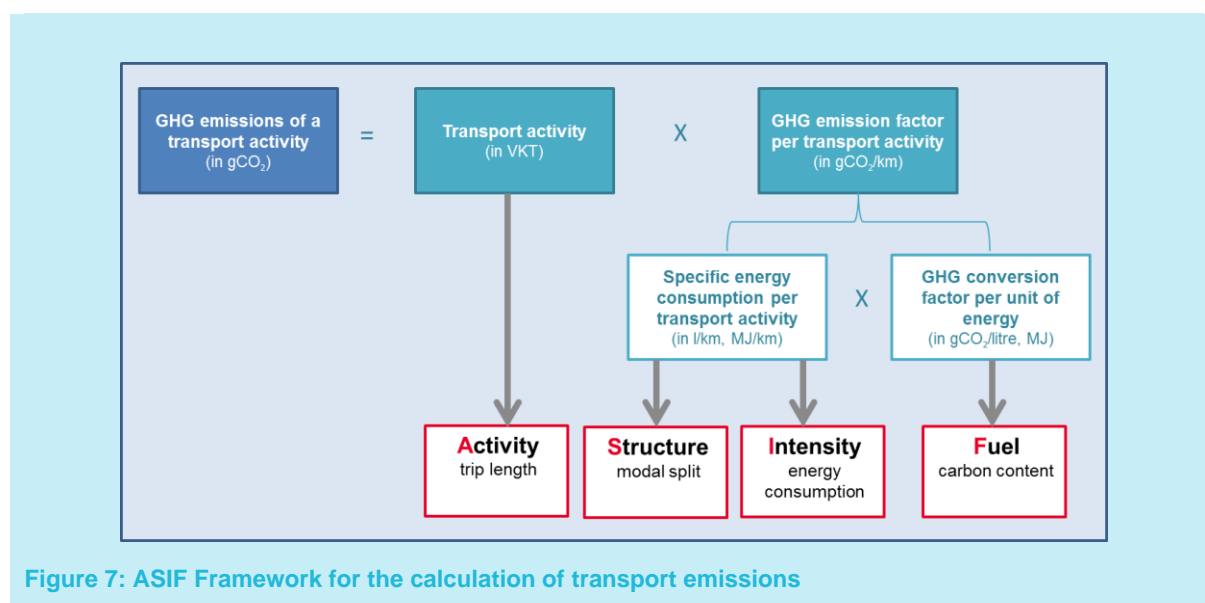 GHG emissions of a
transport activity
(in gCO₂)
=
Transport activity
(in VKT)
X
GHG emission factor
per transport activity
(in gCO₂/km)
Specific energy
consumption per
transport activity
(in l/km, MJ/km)
X
GHG conversion
factor per unit of
energy
(in gCO₂/litre, MJ)
Activity
trip length
Structure
modal split
Intensity
energy
consumption
Fuel
carbon content
Figure 7: ASIF Framework for the calculation of transport emissions